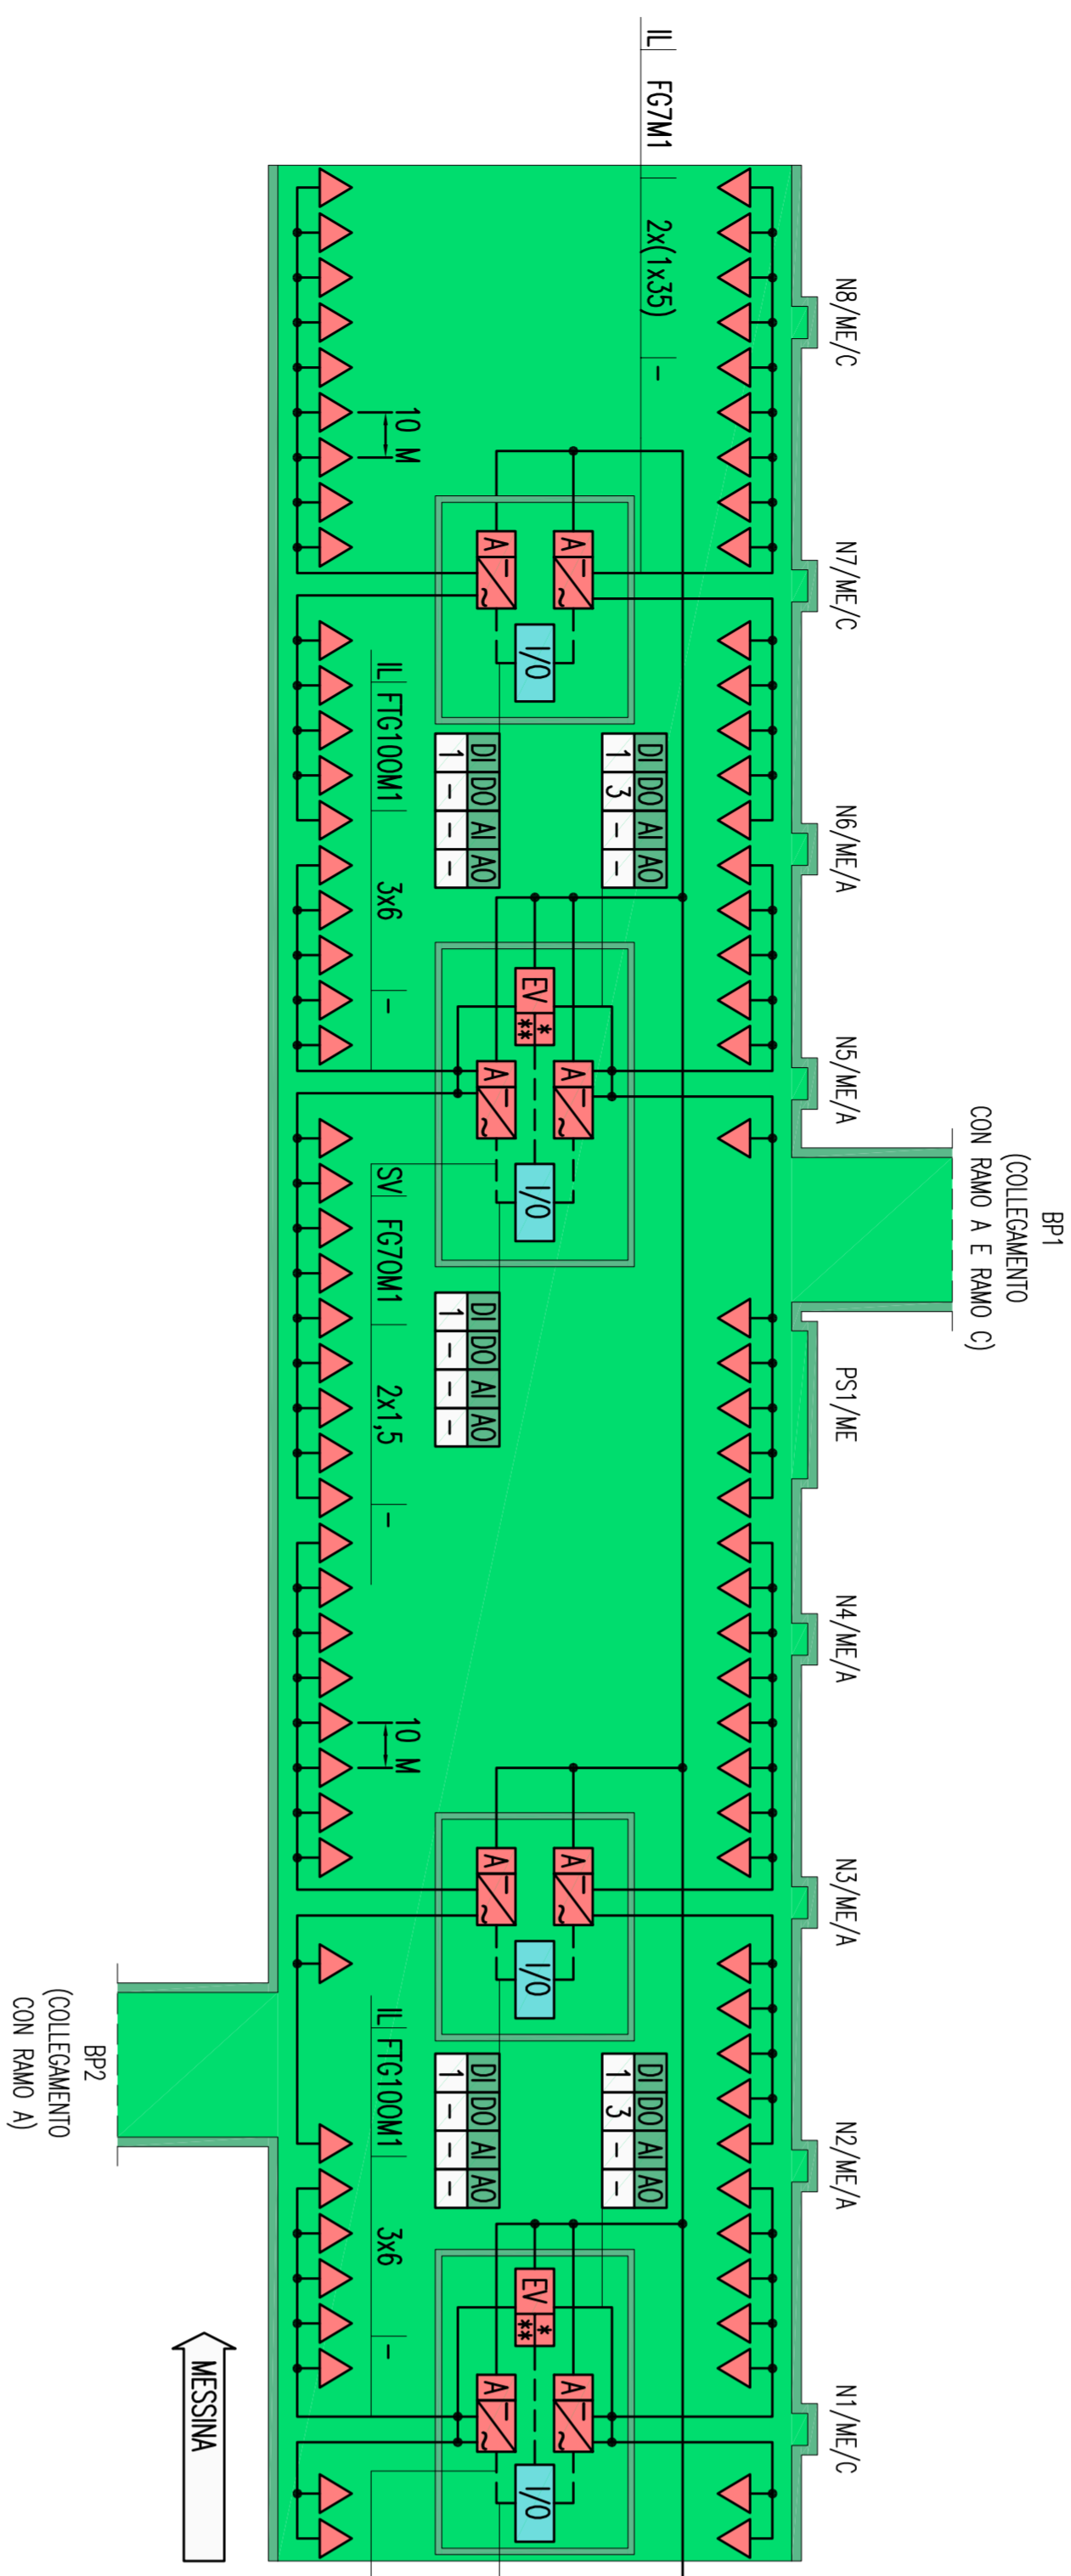 N8/ME/C
N7/ME/C
N6/ME/A
N5/ME/A
BP1
(COLLEGAMENTO
CON RAMO A E RAMO C)
PS1/ME
N4/ME/A
N3/ME/A
N2/ME/A
N1/ME/C
IL FG7M1 2x(1x35) -
10 M
A
A
I/O
DI DO AI AO
1 3 - -
DI DO AI AO
1 - - -
IL FTG10OM1 3x6 -
EV * **
A
A
I/O
DI DO AI AO
1 - - -
SV FG7OM1 2x1,5 -
10 M
A
A
I/O
DI DO AI AO
1 3 - -
DI DO AI AO
1 - - -
IL FTG10OM1 3x6 -
EV * **
A
A
I/O
BP2
(COLLEGAMENTO
CON RAMO A)
MESSINA